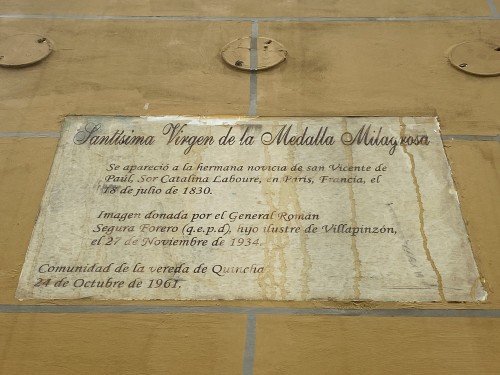 Santísima Virgen de la Medalla Milagrosa
Se apareció a la hermana novicia de san Vicente de
Paúl, Sor Catalina Laboure, en París, Francia, el
18 de julio de 1830.
Imagen donada por el General Román
Segura Forero (q.e.p.d), hijo ilustre de Villapinzón,
el 27 de Noviembre de 1934.
Comunidad de la vereda de Quincha
24 de Octubre de 1961.